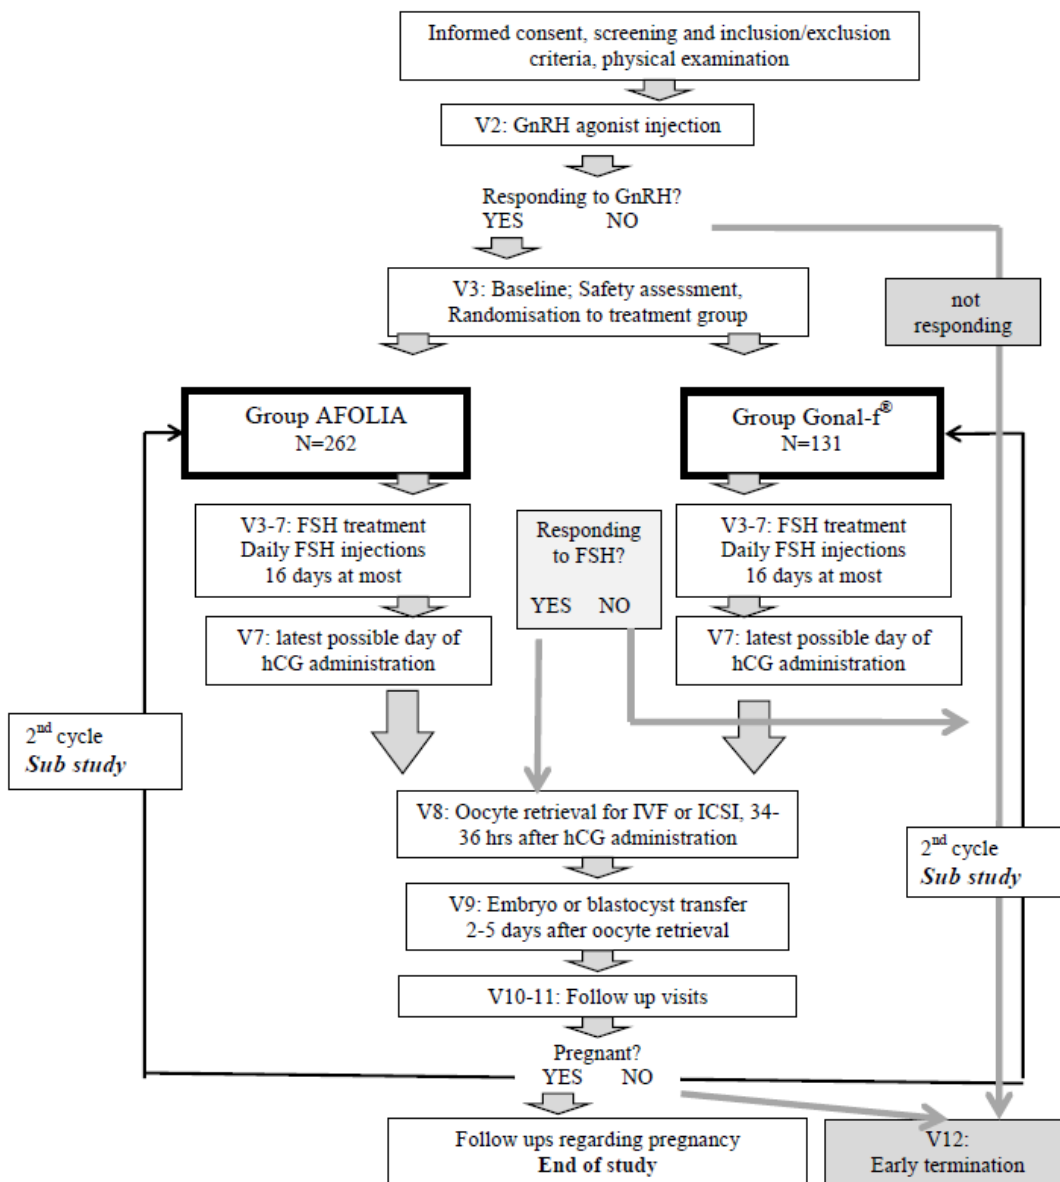 Informed consent, screening and inclusion/exclusion
criteria, physical examination
V2: GnRH agonist injection
Responding to GnRH?
YES NO
V3: Baseline; Safety assessment,
Randomisation to treatment group
not
responding
Group AFOLIA
N=262
Group Gonal-f®
N=131
V3-7: FSH treatment
Daily FSH injections
16 days at most
Responding
to FSH?
YES NO
V3-7: FSH treatment
Daily FSH injections
16 days at most
V7: latest possible day of
hCG administration
V7: latest possible day of
hCG administration
2nd cycle
Sub study
V8: Oocyte retrieval for IVF or ICSI, 34-
36 hrs after hCG administration
2nd cycle
Sub study
V9: Embryo or blastocyst transfer
2-5 days after oocyte retrieval
V10-11: Follow up visits
Pregnant?
YES NO
Follow ups regarding pregnancy
End of study
V12:
Early termination